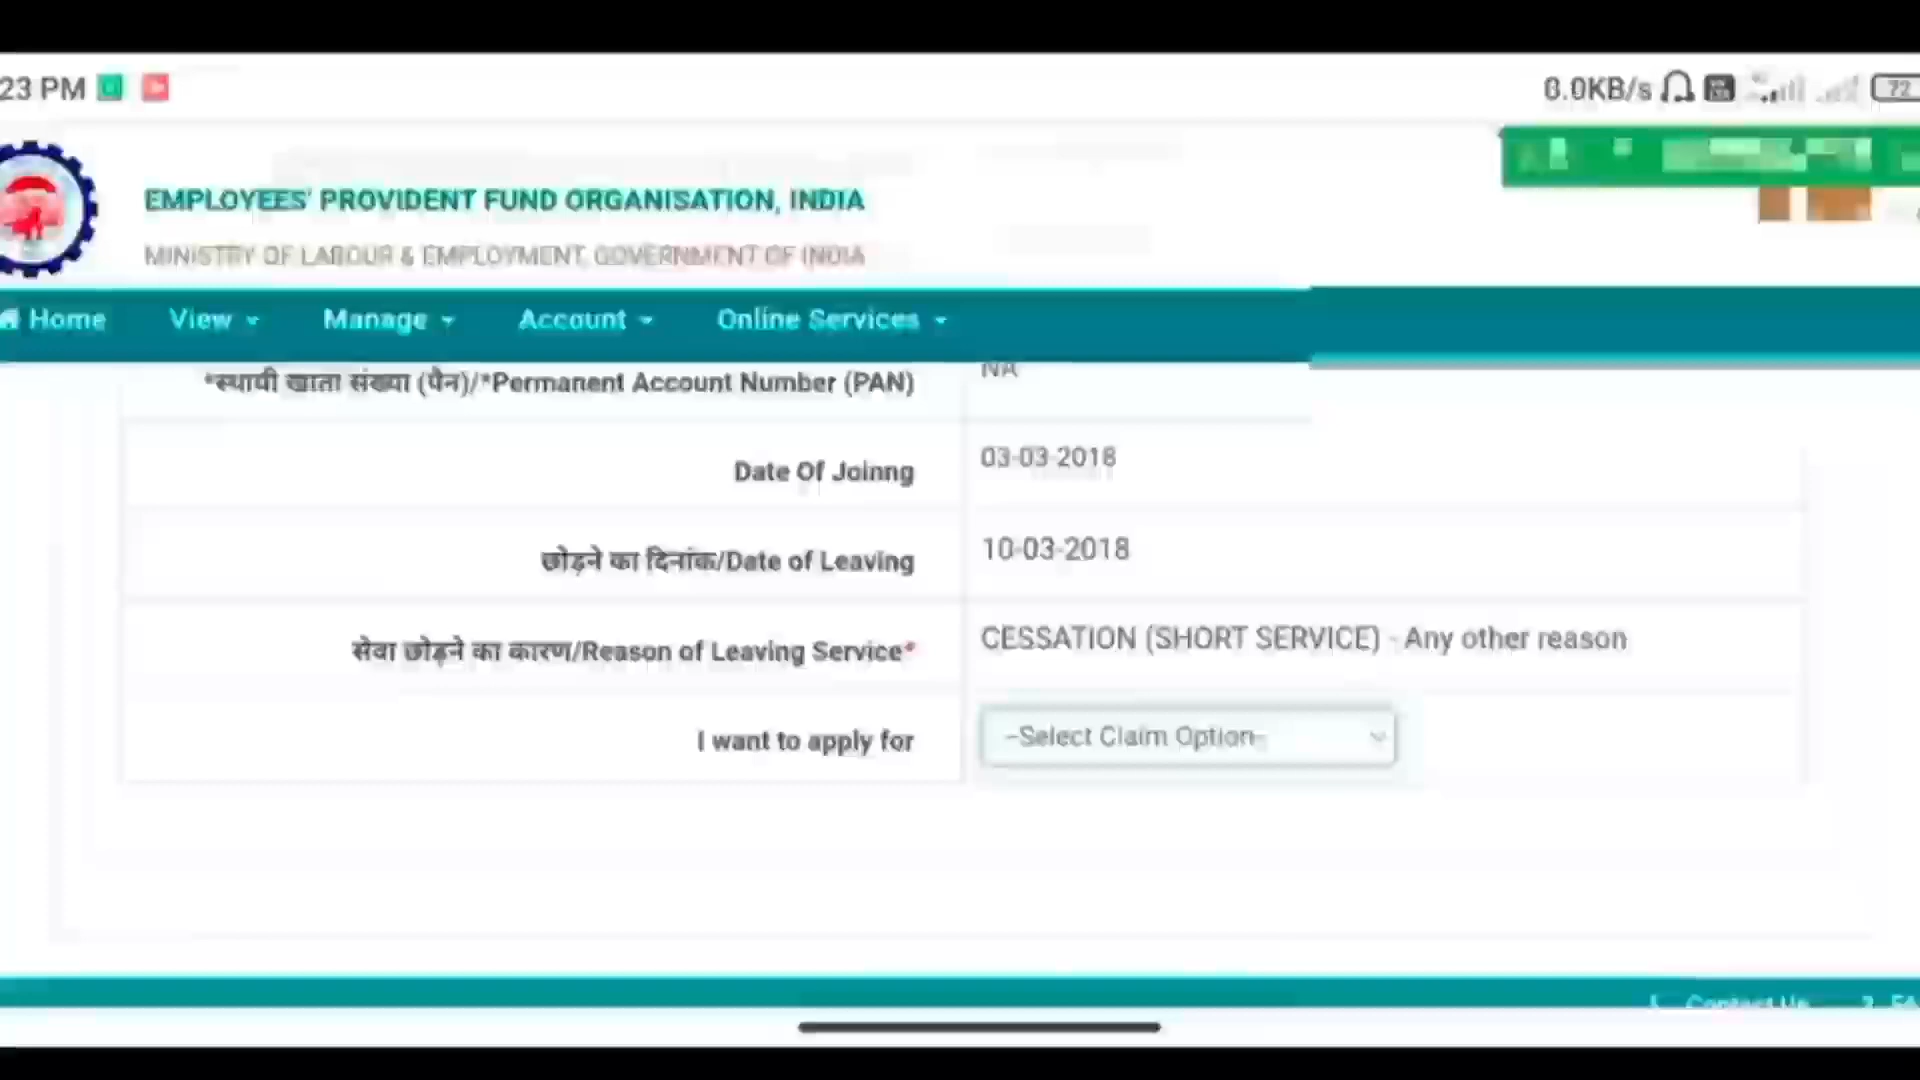 23 PM
0.0KB/s
72
EMPLOYEES' PROVIDENT FUND ORGANISATION, INDIA
MINISTRY OF LABOUR & EMPLOYMENT, GOVERNMENT OF INDIA
Home View Manage Account Online Services
*स्थायी खाता संख्या (पैन)/*Permanent Account Number (PAN) NA
Date Of Joinng 03-03-2018
छोड़ने का दिनांक/Date of Leaving 10-03-2018
सेवा छोड़ने का कारण/Reason of Leaving Service* CESSATION (SHORT SERVICE) - Any other reason
I want to apply for -Select Claim Option-
Contact Us